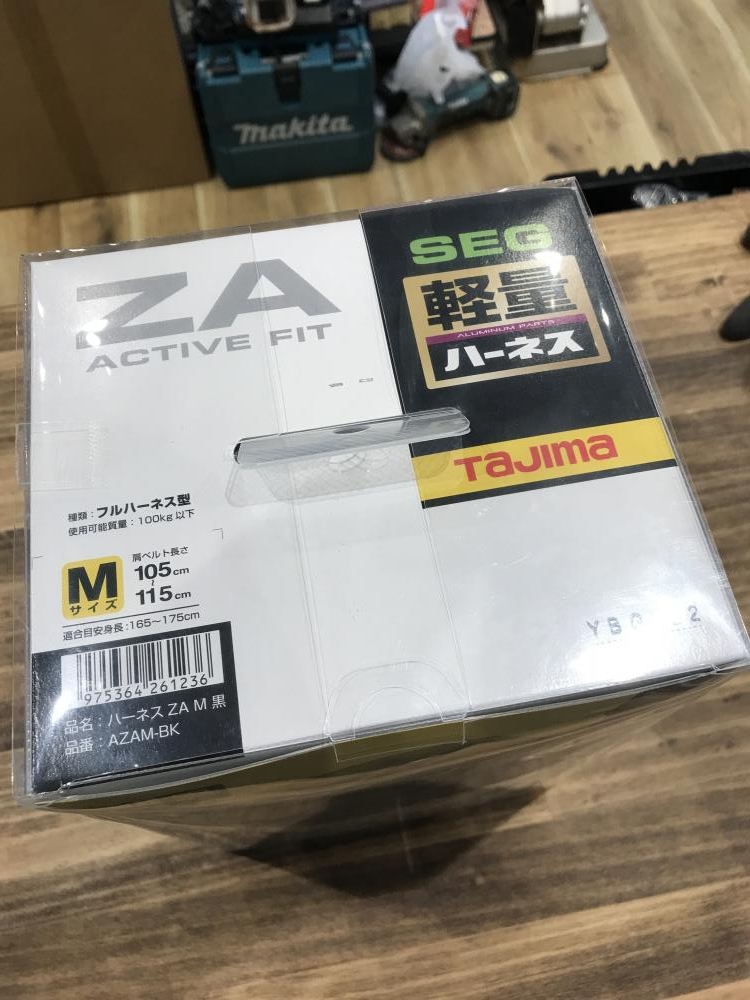 makita
ZA
ACTIVE FIT
SEG
軽量
ALUMINUM PARTS
ハーネス
TaJIma
種類：フルハーネス型
使用可能質量：100kg以下
M
サイズ
肩ベルト長さ
105cm
~
115cm
適合目安身長：165～175cm
975364 261236
品名：ハーネス ZA M 黒
品番：AZAM-BK